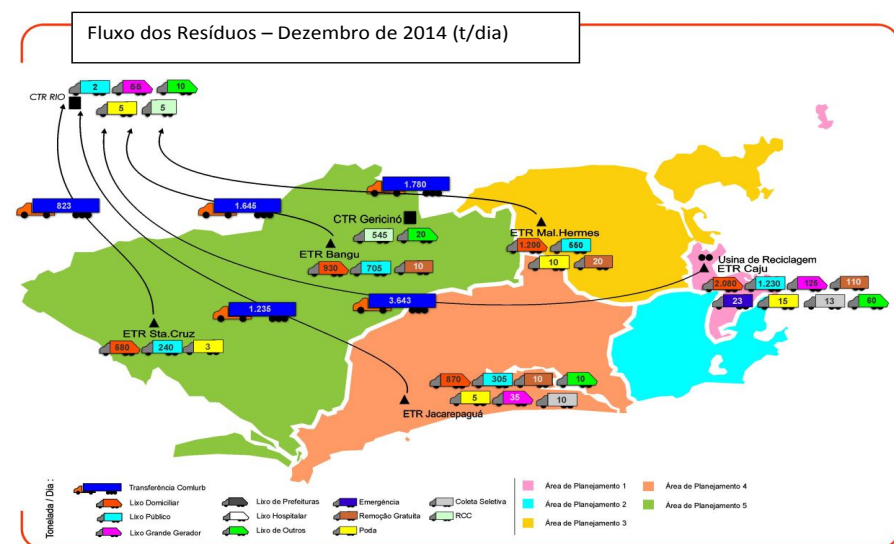 Fluxo dos Resíduos – Dezembro de 2014 (t/dia)
2
10
CTR RIO
5
5
1.780
823
1.645
CTR Gericinó
545
20
ETR Mal.Hermes
1.200
550
10
20
ETR Bangu
930
705
10
Usina de Reciclagem
ETR Caju
2.080
1.230
125
110
23
15
13
60
1.235
3.643
ETR Sta.Cruz
580
240
3
870
305
10
10
5
35
10
ETR Jacarepaguá
Tonelada / Dia :
Transferência Comlurb
Lixo Domiciliar
Lixo Público
Lixo Grande Gerador
Lixo de Prefeituras
Lixo Hospitalar
Lixo de Outros
Emergência
Remoção Gratuita
Poda
Coleta Seletiva
RCC
Área de Planejamento 1
Área de Planejamento 2
Área de Planejamento 3
Área de Planejamento 4
Área de Planejamento 5